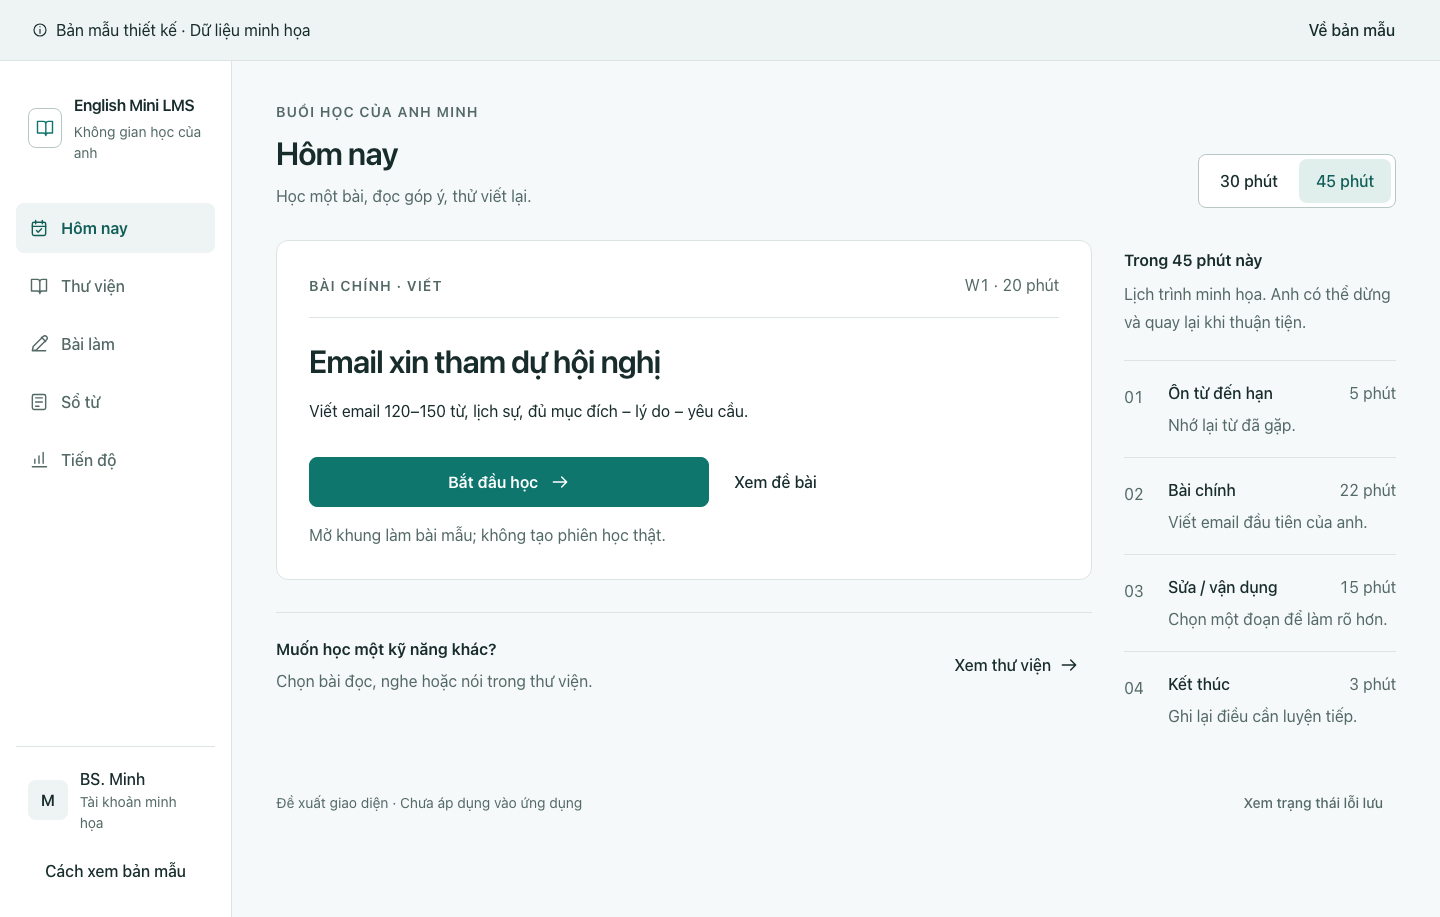 Bản mẫu thiết kế · Dữ liệu minh họa
Về bản mẫu
English Mini LMS
Không gian học của
anh
Hôm nay
Thư viện
Bài làm
Sổ từ
Tiến độ
BS. Minh
M
Tài khoản minh
họa
Cách xem bản mẫu
BUỔI HỌC CỦA ANH MINH
Hôm nay
Học một bài, đọc góp ý, thử viết lại.
30 phút
45 phút
BÀI CHÍNH · VIẾT
W1 · 20 phút
Email xin tham dự hội nghị
Viết email 120–150 từ, lịch sự, đủ mục đích – lý do – yêu cầu.
Bắt đầu học →
Xem đề bài
Mở khung làm bài mẫu; không tạo phiên học thật.
Muốn học một kỹ năng khác?
Chọn bài đọc, nghe hoặc nói trong thư viện.
Xem thư viện →
Trong 45 phút này
Lịch trình minh họa. Anh có thể dừng
và quay lại khi thuận tiện.
01 Ôn từ đến hạn 5 phút
Nhớ lại từ đã gặp.
02 Bài chính 22 phút
Viết email đầu tiên của anh.
03 Sửa / vận dụng 15 phút
Chọn một đoạn để làm rõ hơn.
04 Kết thúc 3 phút
Ghi lại điều cần luyện tiếp.
Đề xuất giao diện · Chưa áp dụng vào ứng dụng
Xem trạng thái lỗi lưu